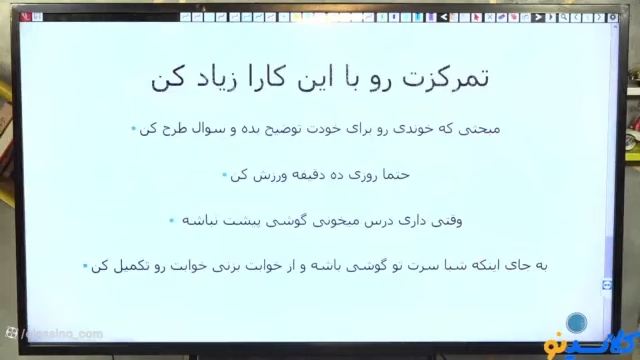 تمرکزت رو با این کارا زیاد کن
• مبحثی که خوندی رو برای خودت توضیح بده و سوال طرح کن
• حتما روزی ده دقیقه ورزش کن
• وقتی داری درس میخونی گوشی پیشت نباشه
• به جای اینکه شبا سرت تو گوشی باشه و از خوابت بزنی خوابت رو تکمیل کن
کلاسینو
/classino_com